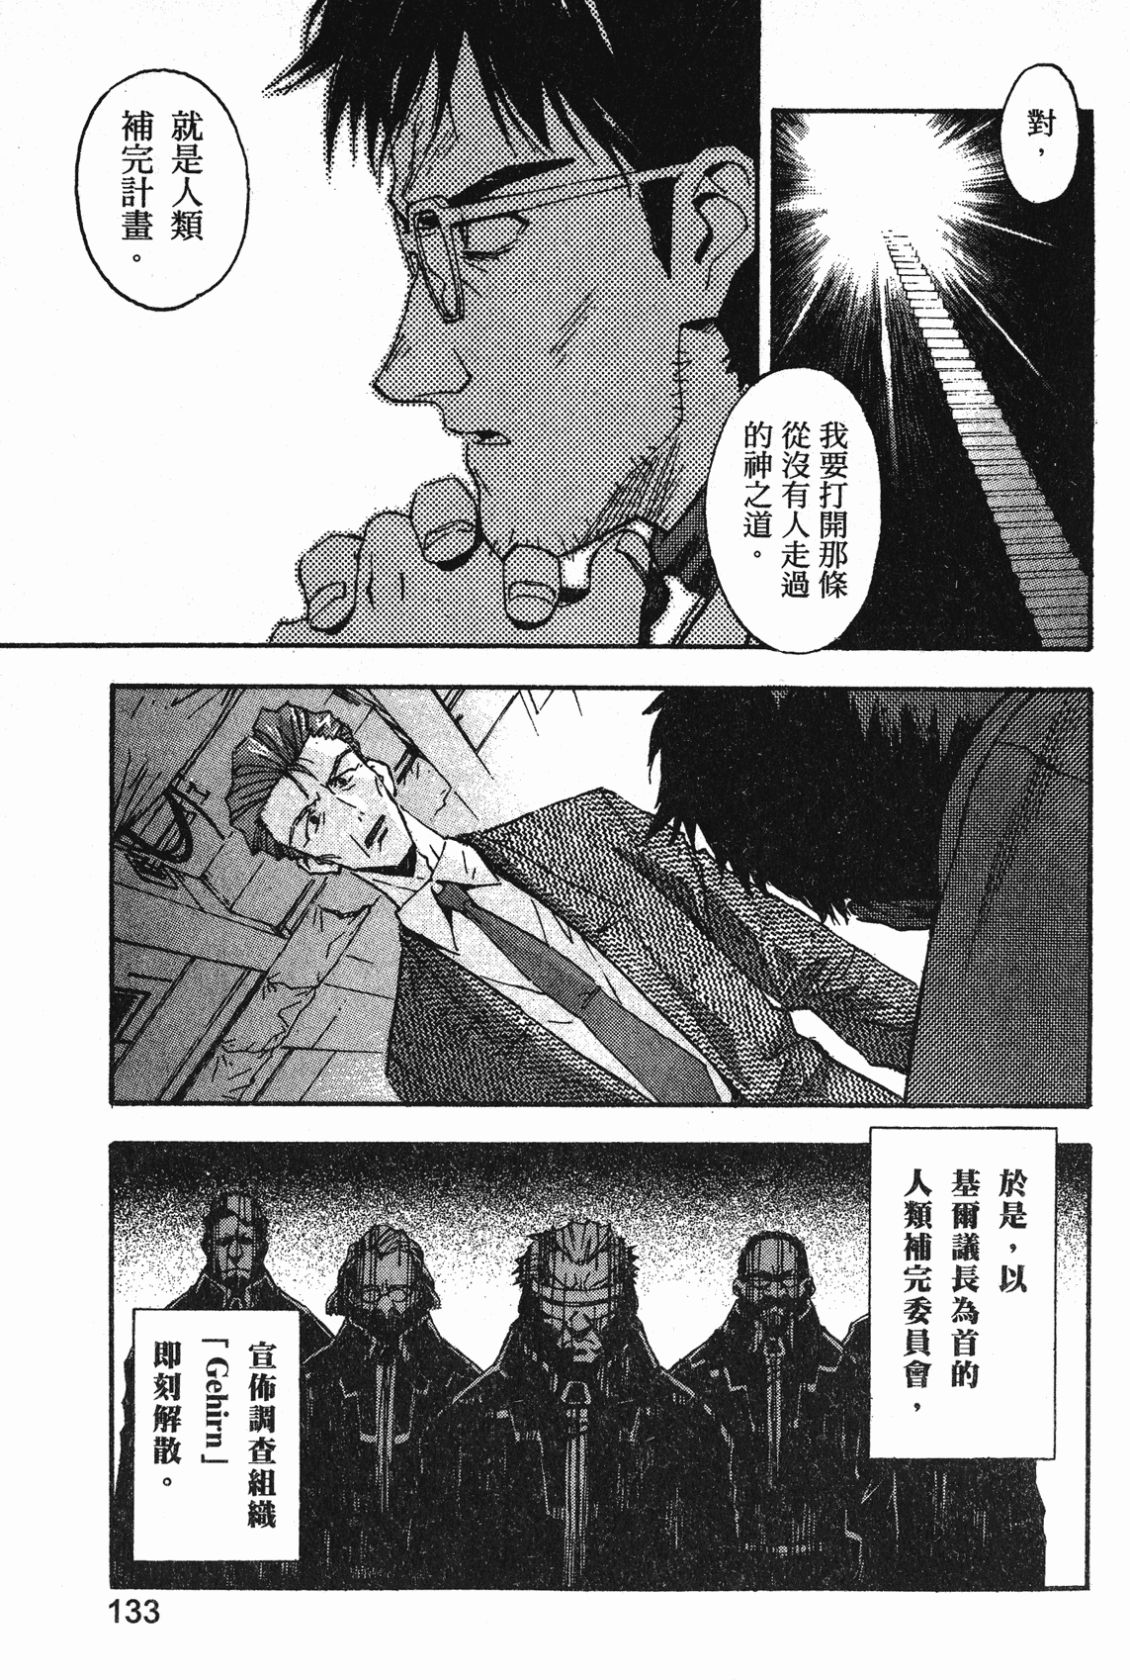 對，
我要打開那條
從沒有人走過
的神之道。
就是人類
補完計畫。
於是，以
基爾議長為首的
人類補完委員會，
宣佈調查組織
「Gehirn」
即刻解散。
133